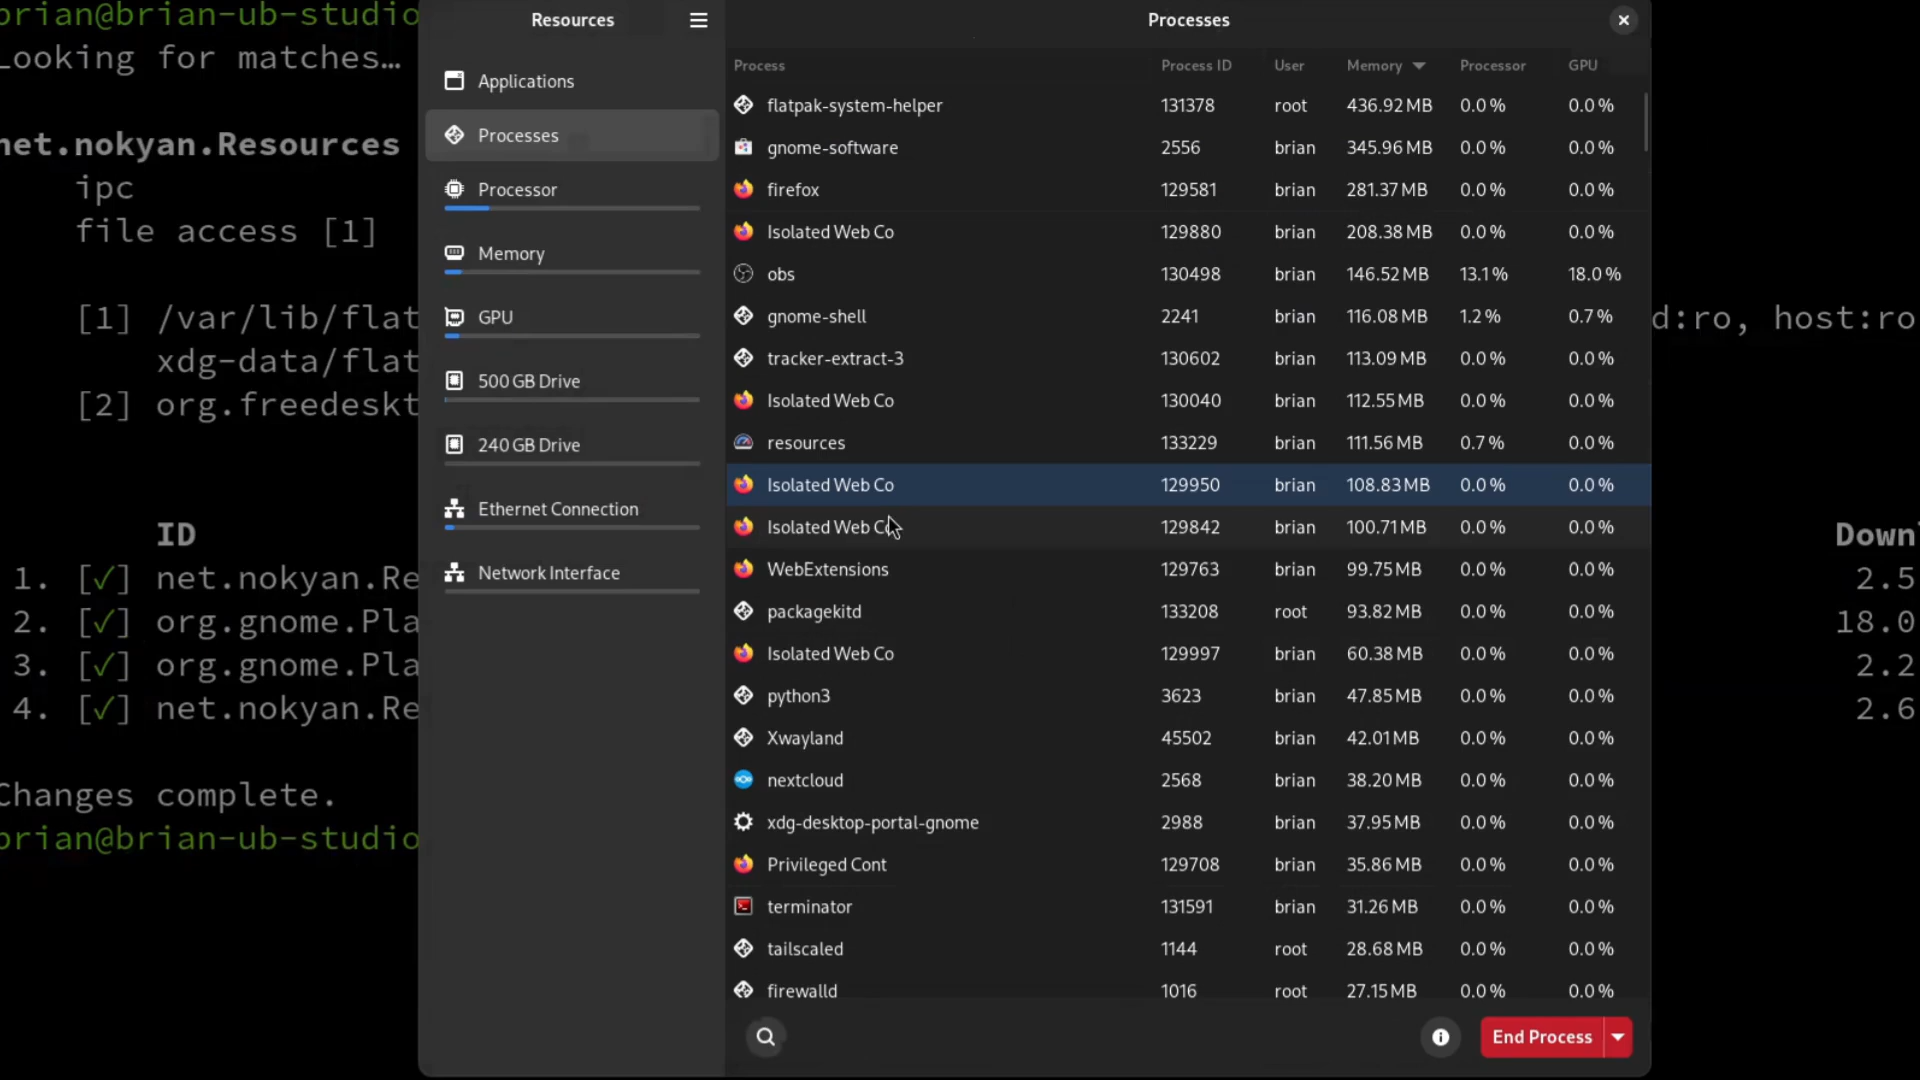 brian@brian-ub-studio
Looking for matches…
net.nokyan.Resources
ipc
file access [1]
[1] /var/lib/flat
d:ro, host:ro
xdg-data/flat
[2] org.freedeskt
ID
Down
1. [✓] net.nokyan.Re
2.5
2. [✓] org.gnome.Pla
18.0
3. [✓] org.gnome.Pla
2.2
4. [✓] net.nokyan.Re
2.6
Changes complete.
brian@brian-ub-studio
Resources
Applications
Processes
Processor
Memory
GPU
500 GB Drive
240 GB Drive
Ethernet Connection
Network Interface
Processes
Process Process ID User Memory Processor GPU
flatpak-system-helper 131378 root 436.92 MB 0.0 % 0.0 %
gnome-software 2556 brian 345.96 MB 0.0 % 0.0 %
firefox 129581 brian 281.37 MB 0.0 % 0.0 %
Isolated Web Co 129880 brian 208.38 MB 0.0 % 0.0 %
obs 130498 brian 146.52 MB 13.1 % 18.0 %
gnome-shell 2241 brian 116.08 MB 1.2 % 0.7 %
tracker-extract-3 130602 brian 113.09 MB 0.0 % 0.0 %
Isolated Web Co 130040 brian 112.55 MB 0.0 % 0.0 %
resources 133229 brian 111.56 MB 0.7 % 0.0 %
Isolated Web Co 129950 brian 108.83 MB 0.0 % 0.0 %
Isolated Web Co 129842 brian 100.71 MB 0.0 % 0.0 %
WebExtensions 129763 brian 99.75 MB 0.0 % 0.0 %
packagekitd 133208 root 93.82 MB 0.0 % 0.0 %
Isolated Web Co 129997 brian 60.38 MB 0.0 % 0.0 %
python3 3623 brian 47.85 MB 0.0 % 0.0 %
Xwayland 45502 brian 42.01 MB 0.0 % 0.0 %
nextcloud 2568 brian 38.20 MB 0.0 % 0.0 %
xdg-desktop-portal-gnome 2988 brian 37.95 MB 0.0 % 0.0 %
Privileged Cont 129708 brian 35.86 MB 0.0 % 0.0 %
terminator 131591 brian 31.26 MB 0.0 % 0.0 %
tailscaled 1144 root 28.68 MB 0.0 % 0.0 %
firewalld 1016 root 27.15 MB 0.0 % 0.0 %
End Process